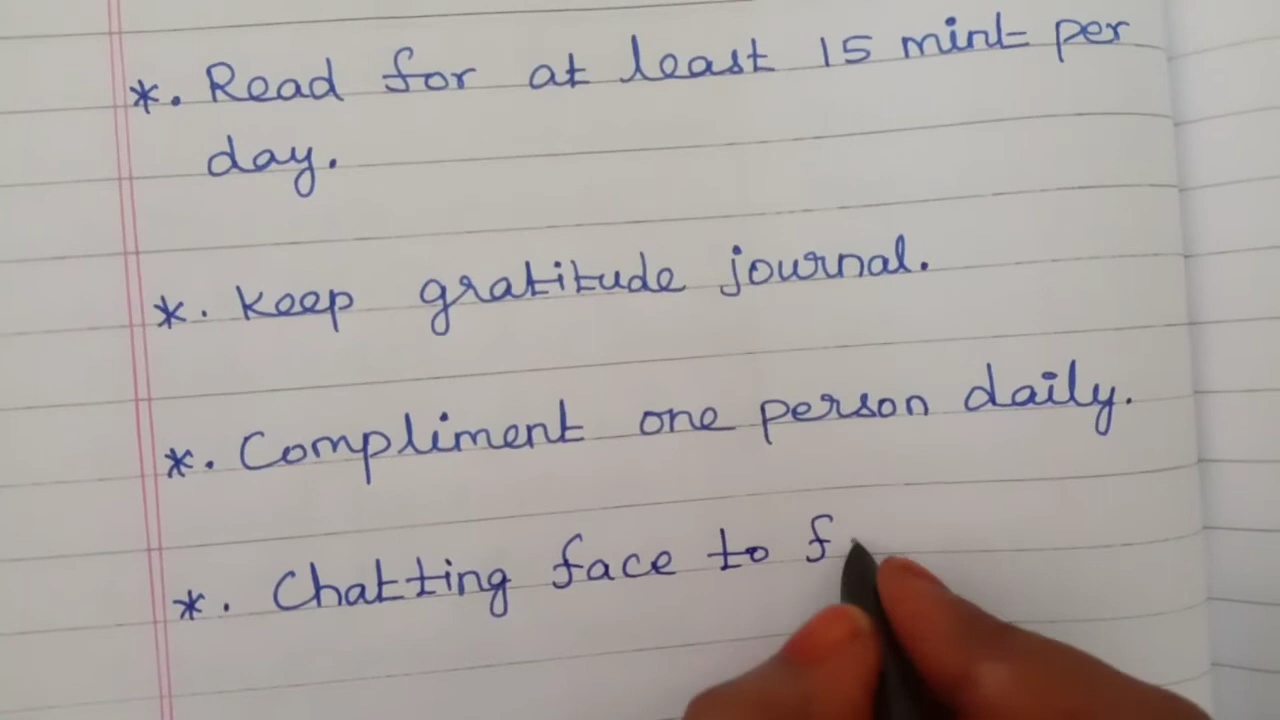 *. Read for at least 15 mint per
day.
*. Keep gratitude journal.
*. Compliment one person daily.
*. Chatting face to f